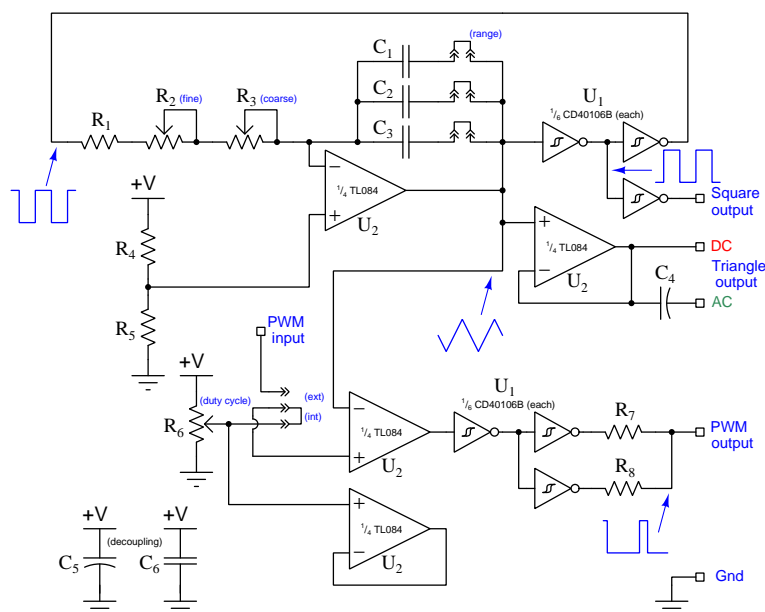 C1
(range)
C2
C3
R1
R2 (fine)
R3 (coarse)
U1
1/6 CD40106B (each)
1/4 TL084
U2
+V
R4
R5
Square
output
1/4 TL084
U2
DC
Triangle
output
C4
AC
PWM
input
+V
(duty cycle)
R6
(ext)
(int)
1/4 TL084
U2
U1
1/6 CD40106B (each)
R7
R8
PWM
output
1/4 TL084
U2
+V
(decoupling)
+V
C5
C6
Gnd